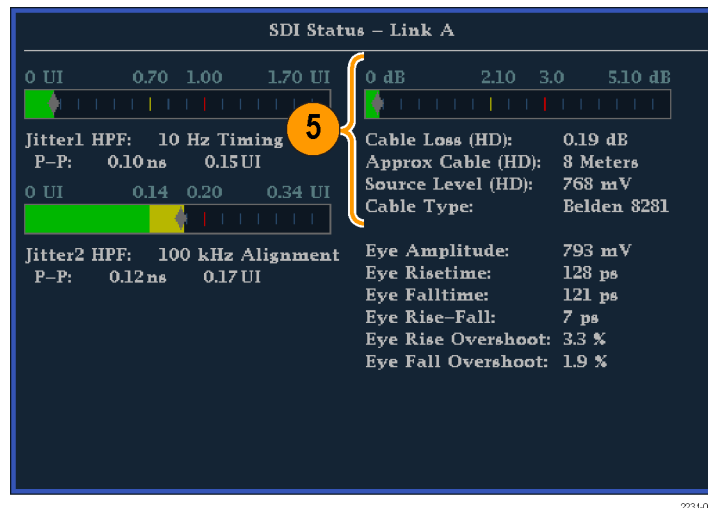 SDI Status – Link A
0 UI 0.70 1.00 1.70 UI
Jitter1 HPF: 10 Hz Timing
P–P: 0.10 ns 0.15 UI
0 UI 0.14 0.20 0.34 UI
Jitter2 HPF: 100 kHz Alignment
P–P: 0.12 ns 0.17 UI
5
0 dB 2.10 3.0 5.10 dB
Cable Loss (HD): 0.19 dB
Approx Cable (HD): 8 Meters
Source Level (HD): 768 mV
Cable Type: Belden 8281
Eye Amplitude: 793 mV
Eye Risetime: 128 ps
Eye Falltime: 121 ps
Eye Rise–Fall: 7 ps
Eye Rise Overshoot: 3.3 %
Eye Fall Overshoot: 1.9 %